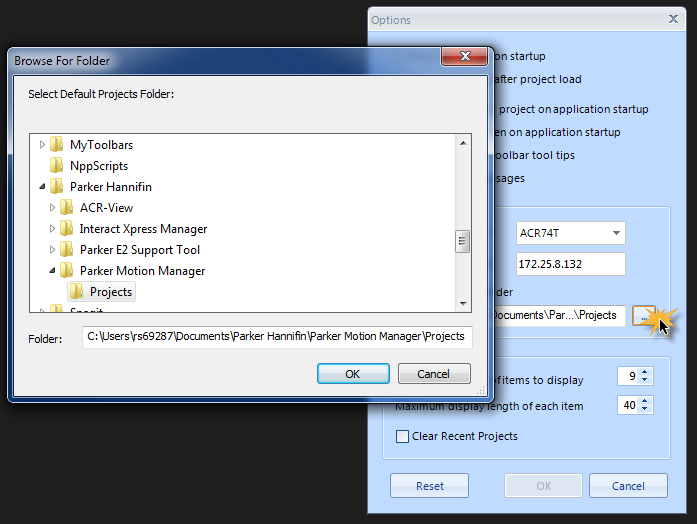 Options
Browse For Folder
Select Default Projects Folder:
MyToolbars
NppScripts
Parker Hannifin
ACR-View
Interact Xpress Manager
Parker E2 Support Tool
Parker Motion Manager
Projects
Folder:
C:\Users\rs69287\Documents\Parker Hannifin\Parker Motion Manager\Projects
OK
Cancel
on startup
after project load
project on application startup
en on application startup
oolbar tool tips
sages
ACR74T
172.25.8.132
lder
Documents\Par...\Projects
...
of items to display
9
Maximum display length of each item
40
Clear Recent Projects
Reset
OK
Cancel